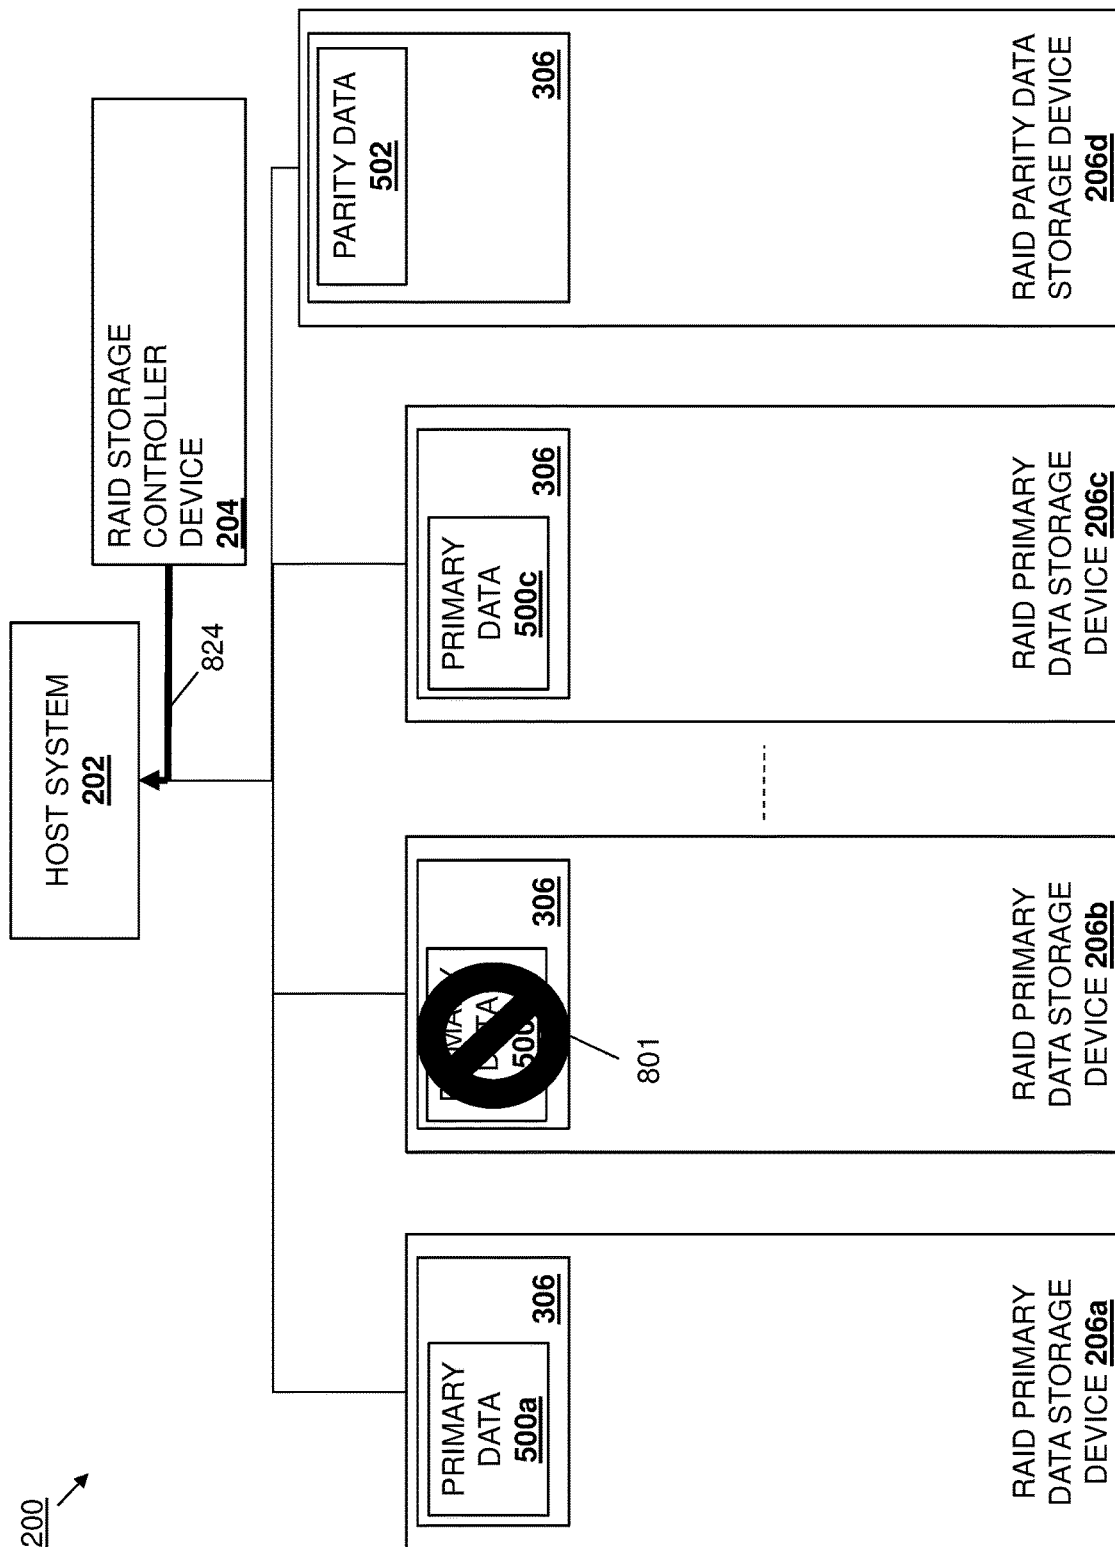 200
HOST SYSTEM
202
824
RAID STORAGE
CONTROLLER
DEVICE
204
PRIMARY
DATA
500a
306
RAID PRIMARY
DATA STORAGE
DEVICE 206a
DATA
500
306
801
RAID PRIMARY
DATA STORAGE
DEVICE 206b
PRIMARY
DATA
500c
306
RAID PRIMARY
DATA STORAGE
DEVICE 206c
PARITY DATA
502
306
RAID PARITY DATA
STORAGE DEVICE
206d